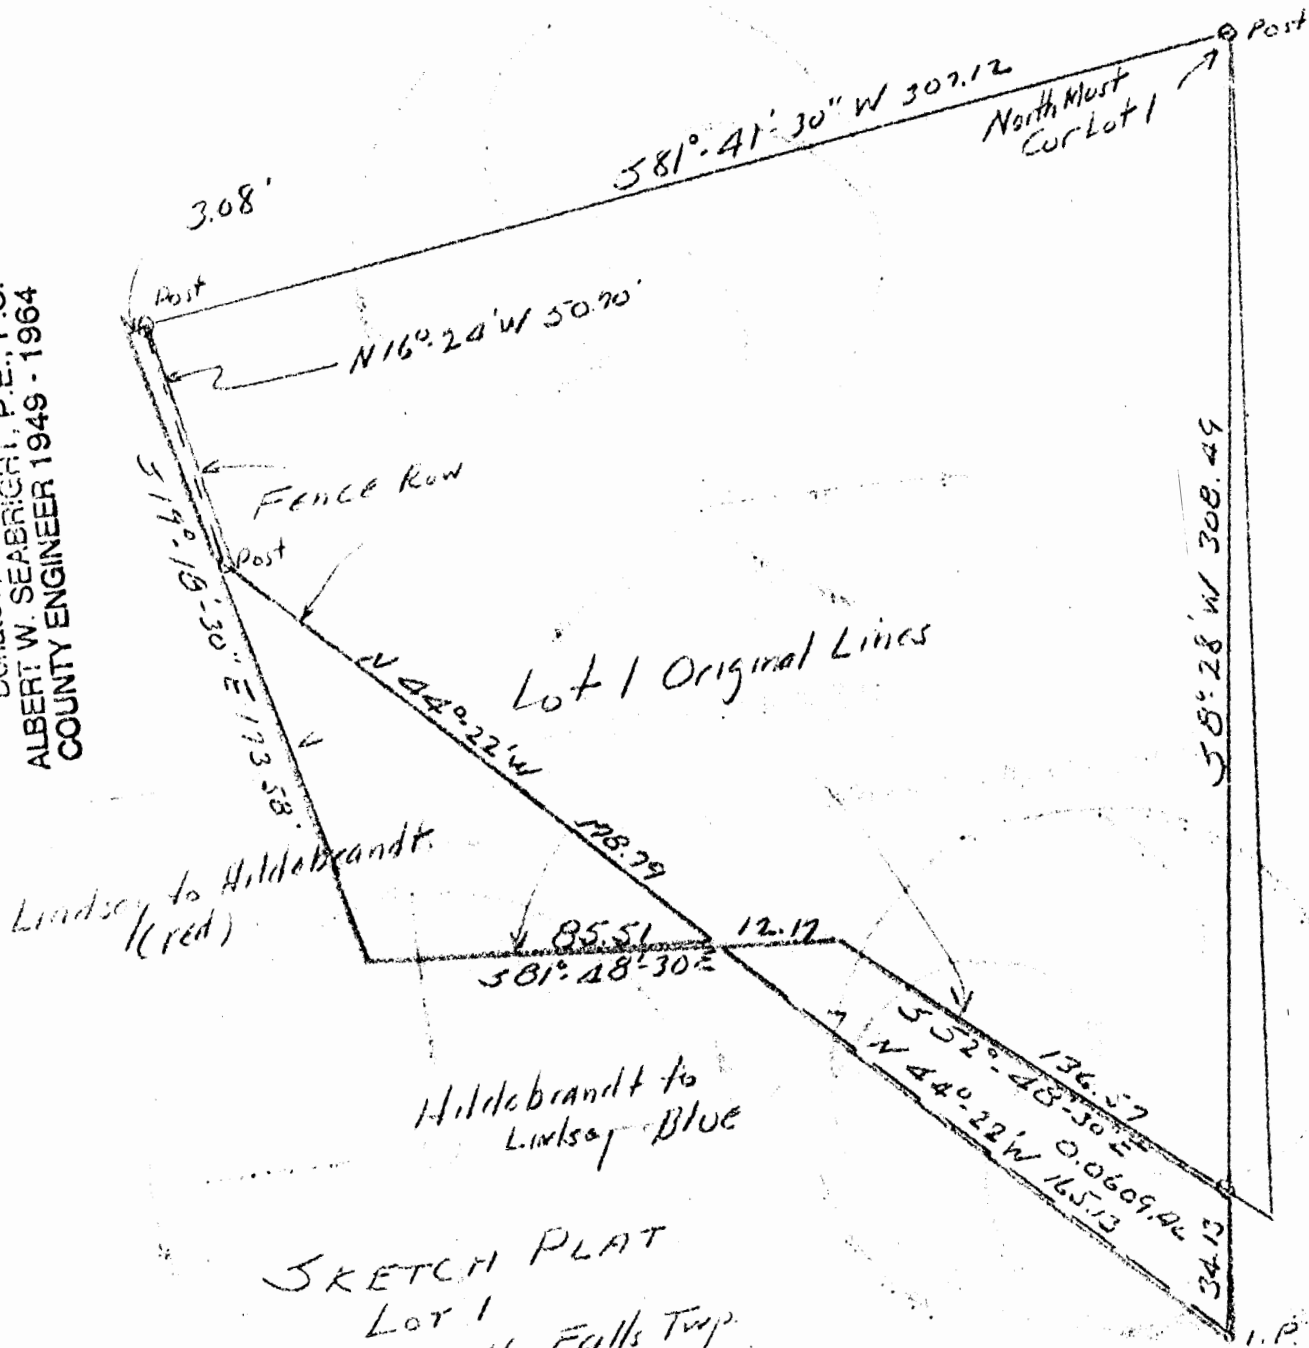 Post
S81°-41'-30" W 307.12
North Most
Cor Lot 1
3.08'
Post
N16°-24'W 50.70'
P.E., P.S.
ALBERT W. SEABRIGHT,
COUNTY ENGINEER 1949 - 1964
Fence Row
Post
S19°-18'-30" E 173.58'
N 44°-22'W
178.79
Lot 1 Original Lines
S8°-28'W 308.49
Lindsey to Hildebrandt
(red)
85.51
12.17
S81°-48'-30 E
S52°-48'-30" E
136.57
N 44°-22'W 165.13
0.0609 Ac
34.13
Hildebrandt to
Lindsey Blue
SKETCH PLAT
Lot 1
Falls Twp.
I.P.